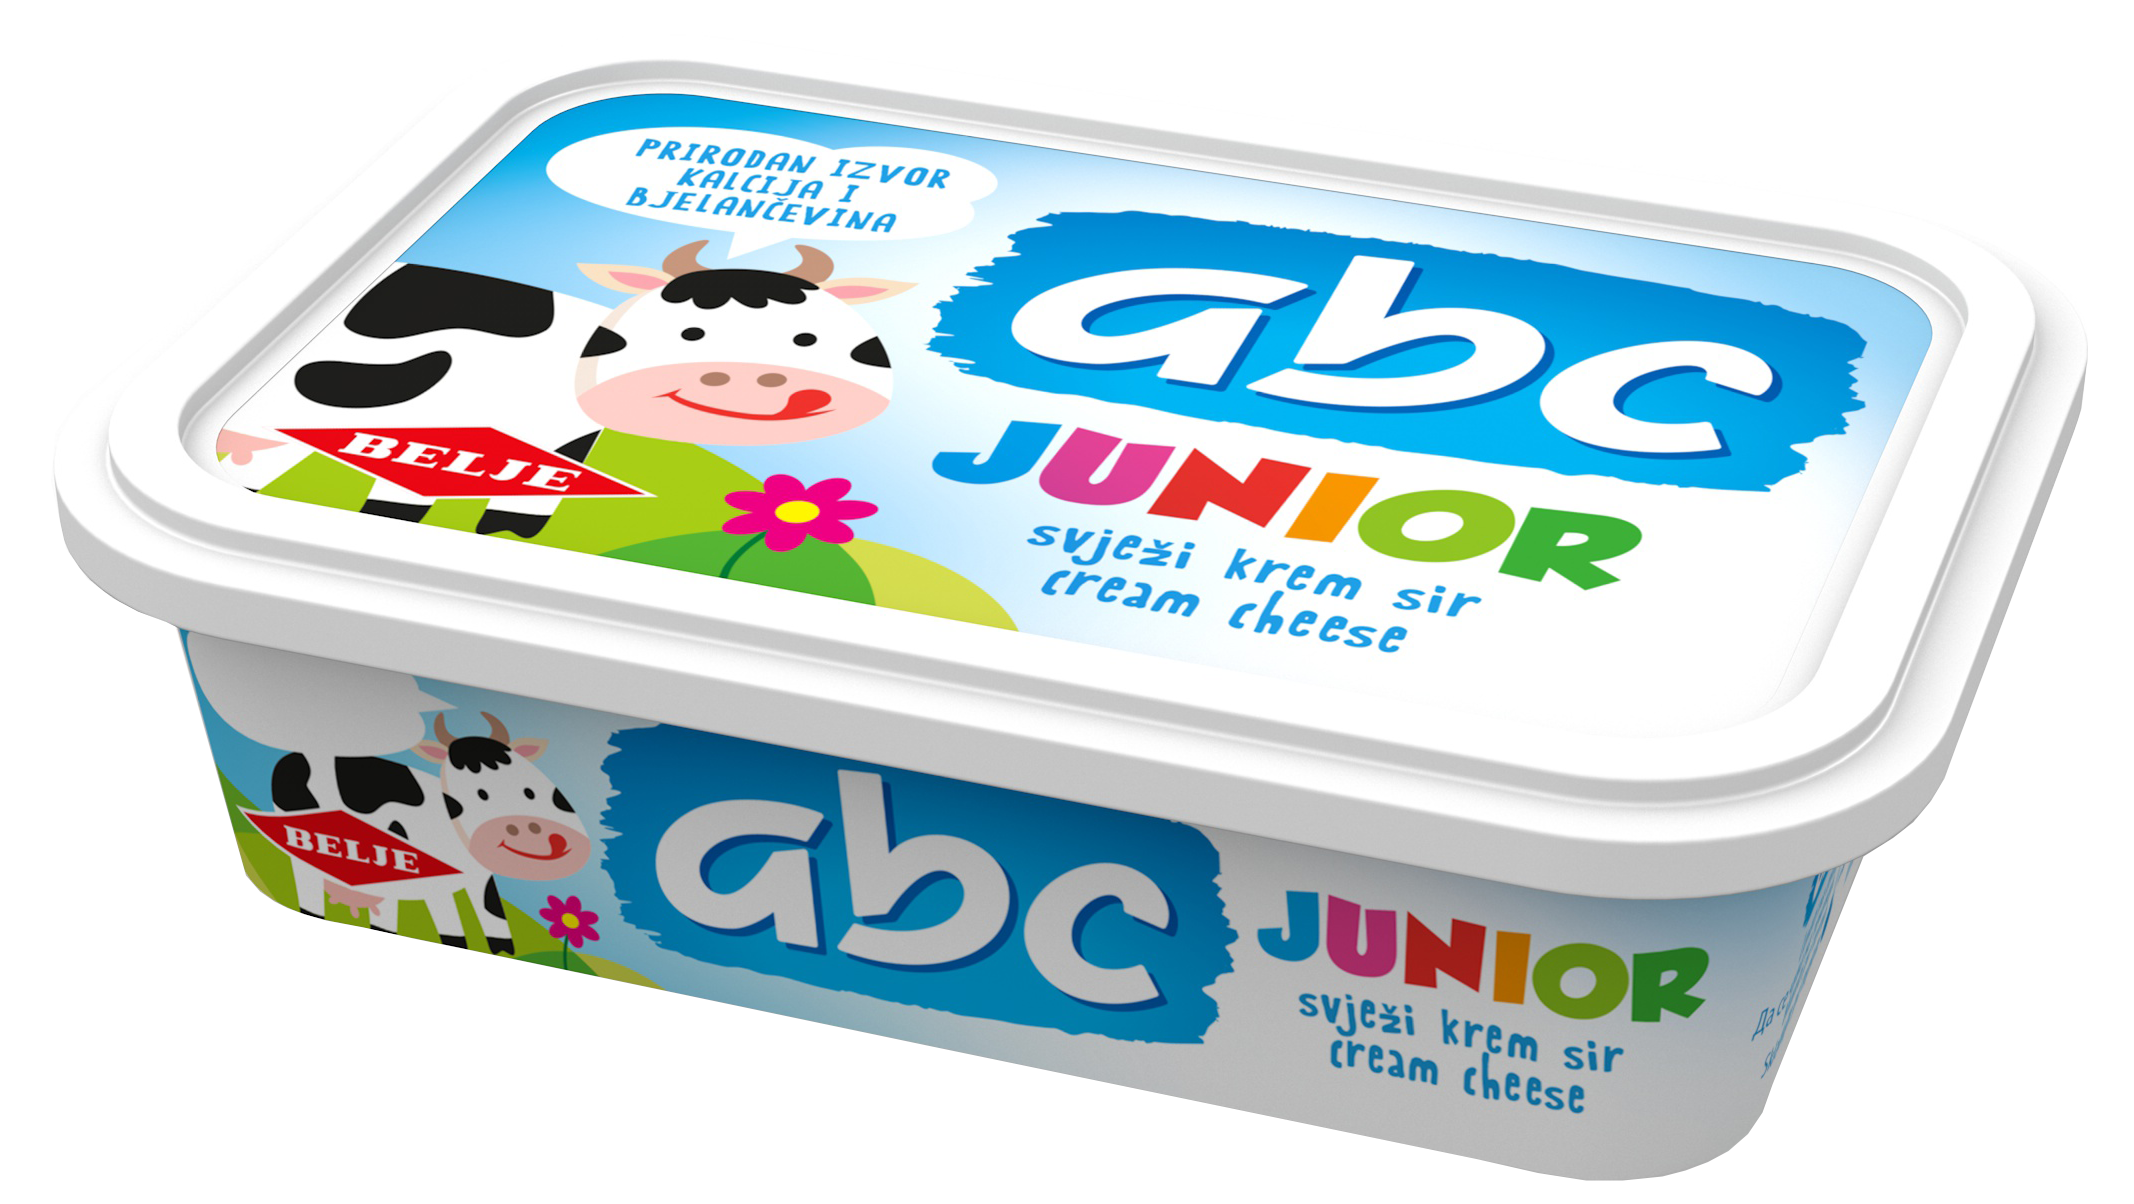 PRIRODAN IZVOR
KALCIJA I
BJELANČEVINA
abc
BELJE
JUNIOR
svježi krem sir
cream cheese
BELJE
abc
JUNIOR
svježi krem sir
cream cheese